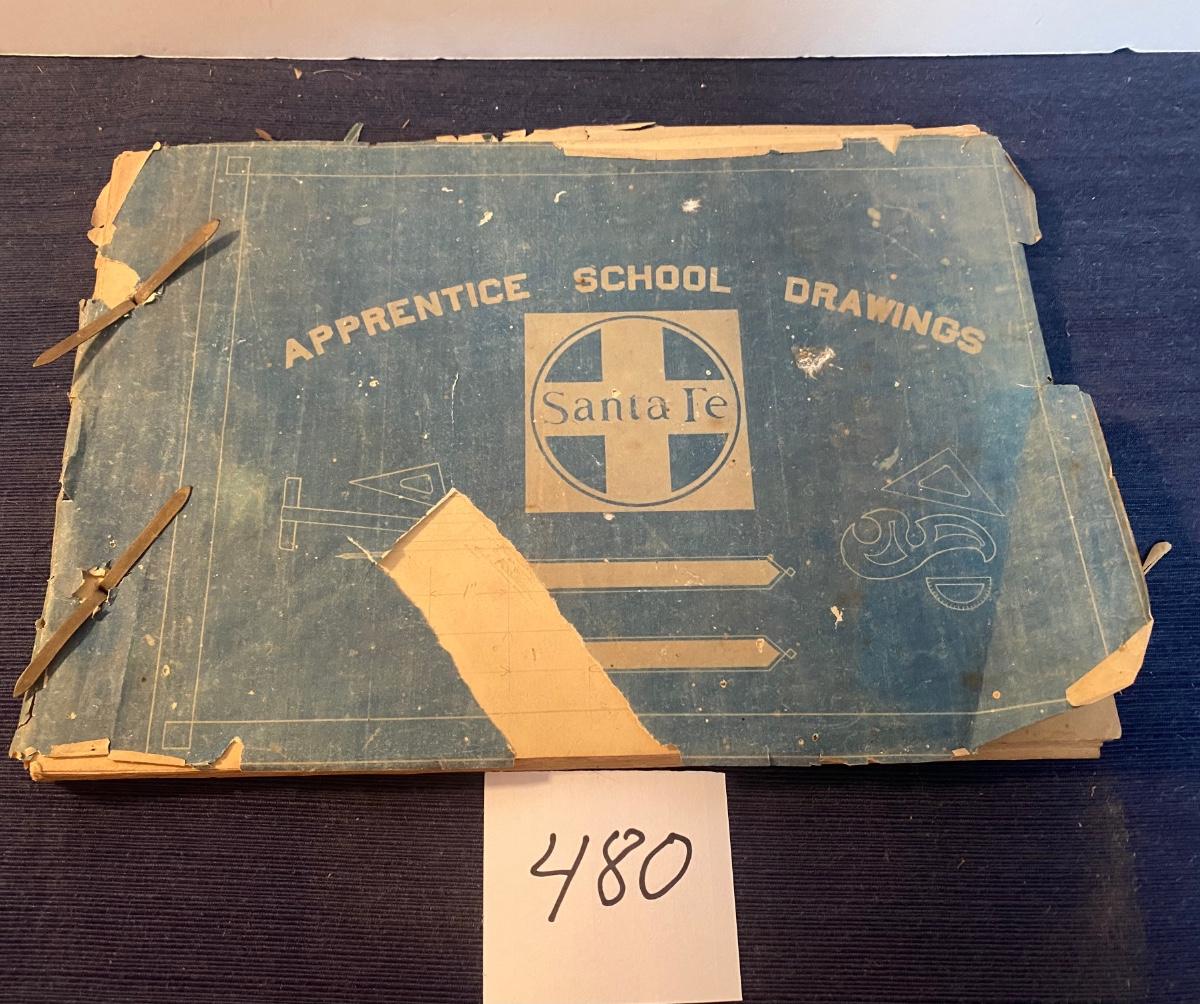 APPRENTICE SCHOOL DRAWINGS
Santa Fe
480